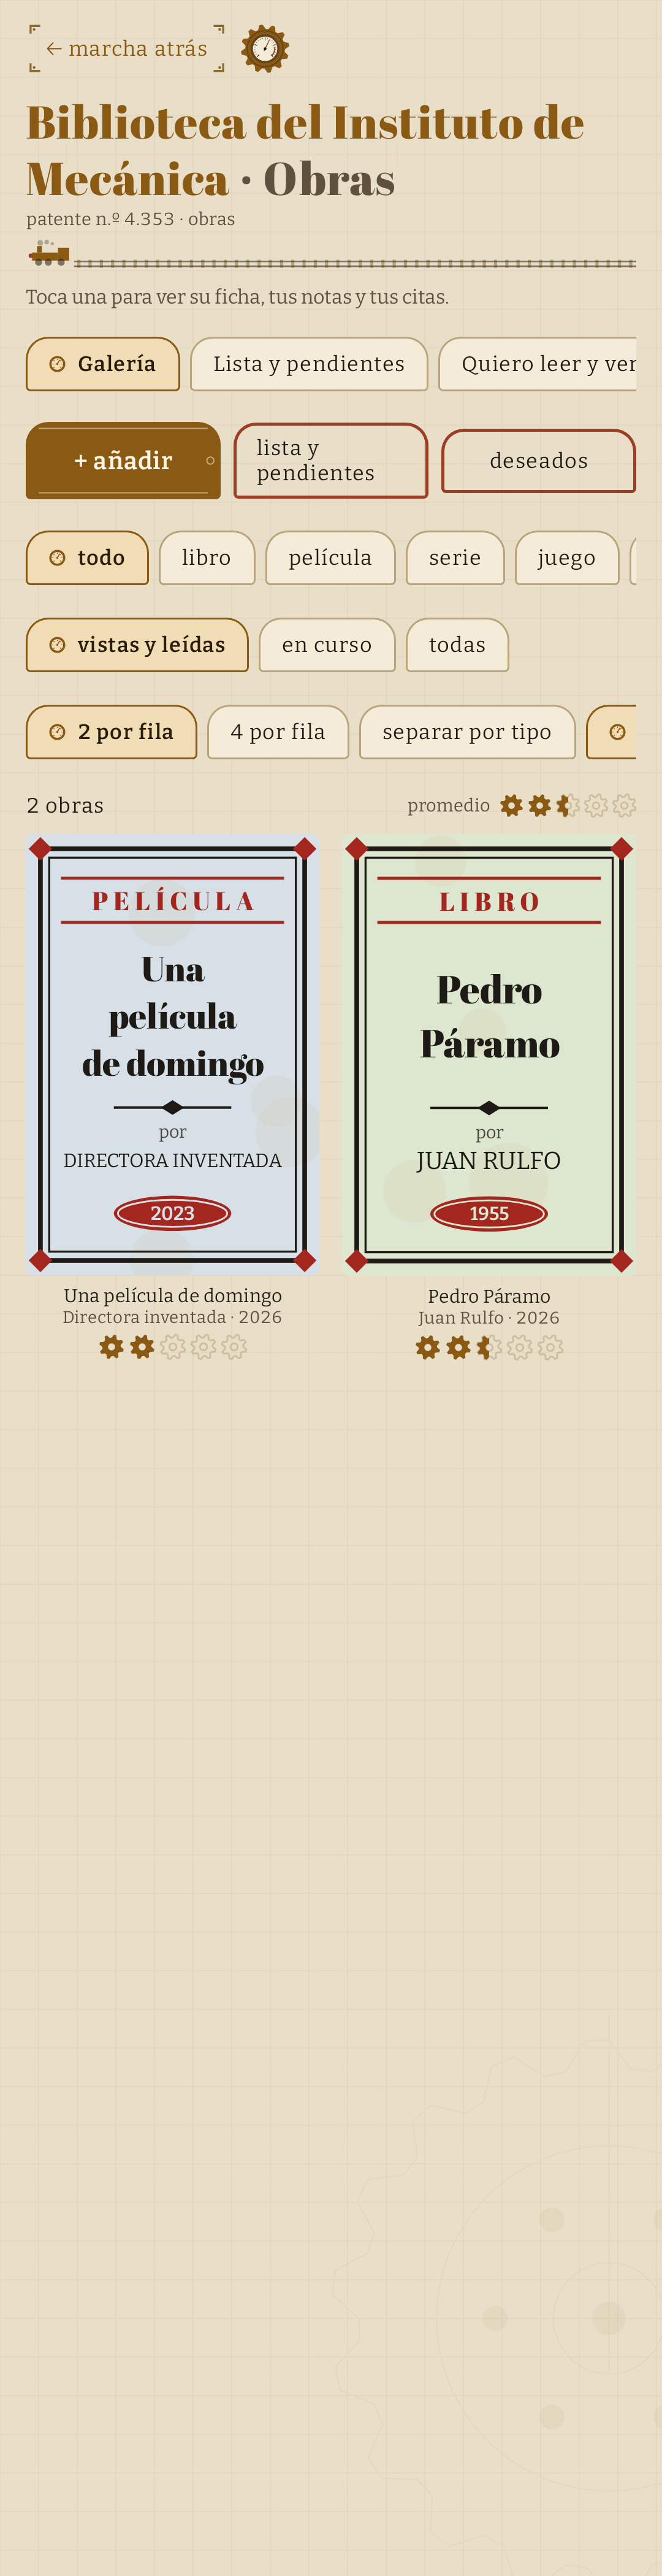 ← marcha atrás
Biblioteca del Instituto de
Mecánica · Obras
patente n.º 4.353 · obras
Toca una para ver su ficha, tus notas y tus citas.
Galería
Lista y pendientes
Quiero leer y ver
+ añadir
lista y
pendientes
deseados
todo
libro
película
serie
juego
vistas y leídas
en curso
todas
2 por fila
4 por fila
separar por tipo
2 obras
promedio
PELÍCULA
Una
película
de domingo
por
DIRECTORA INVENTADA
2023
Una película de domingo
Directora inventada · 2026
LIBRO
Pedro
Páramo
por
JUAN RULFO
1955
Pedro Páramo
Juan Rulfo · 2026